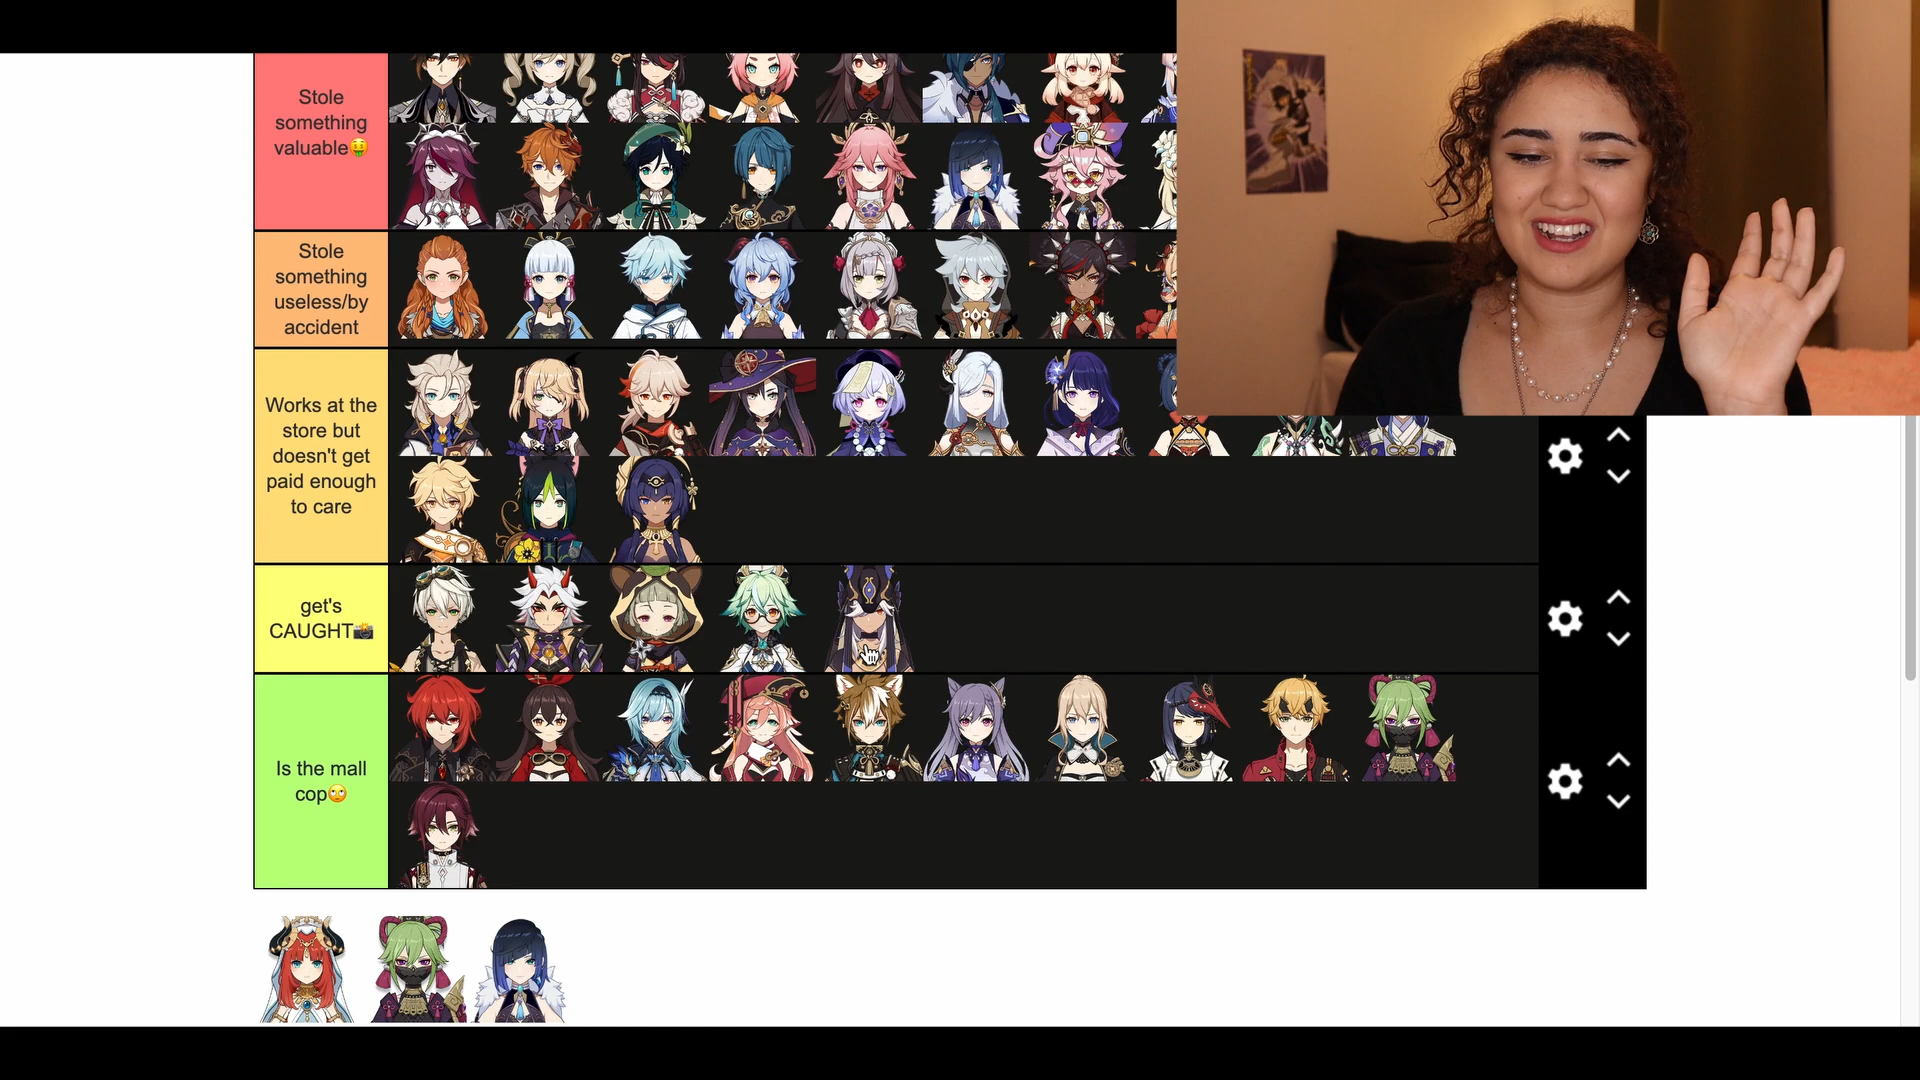 Stole
something
valuable🤑
Stole
something
useless/by
accident
Works at the
store but
doesn't get
paid enough
to care
get's
CAUGHT📸
Is the mall
cop🙄